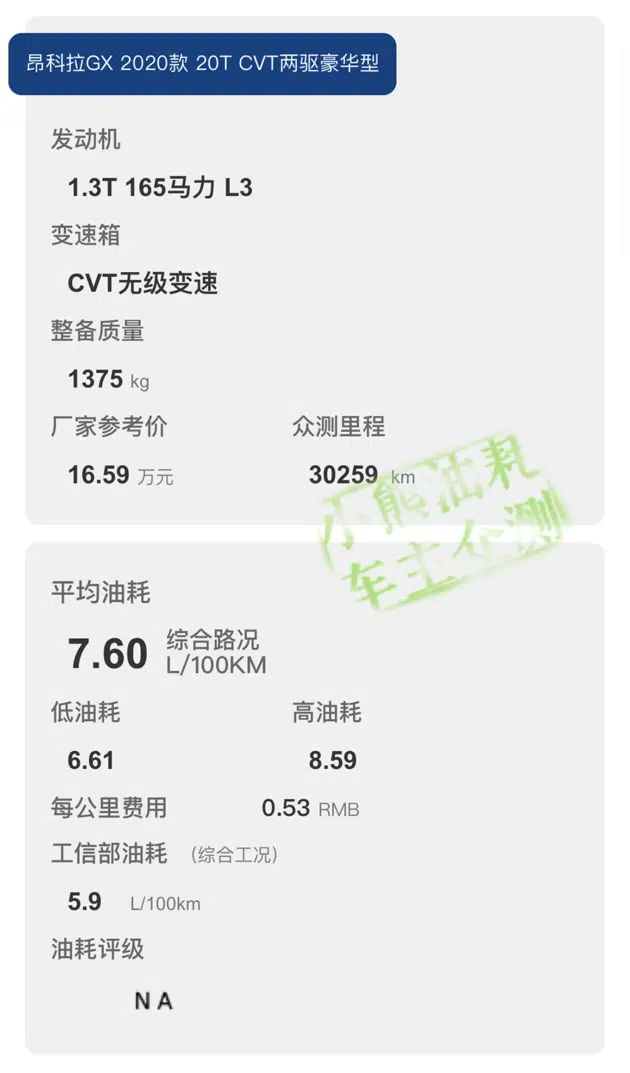 昂科拉GX 2020款 20T CVT两驱豪华型
发动机
1.3T 165马力 L3
变速箱
CVT无级变速
整备质量
1375 kg
厂家参考价 众测里程
16.59 万元 30259 km
小熊油耗
车主众测
平均油耗
7.60 综合路况
L/100KM
低油耗 高油耗
6.61 8.59
每公里费用 0.53 RMB
工信部油耗 (综合工况)
5.9 L/100km
油耗评级
N A